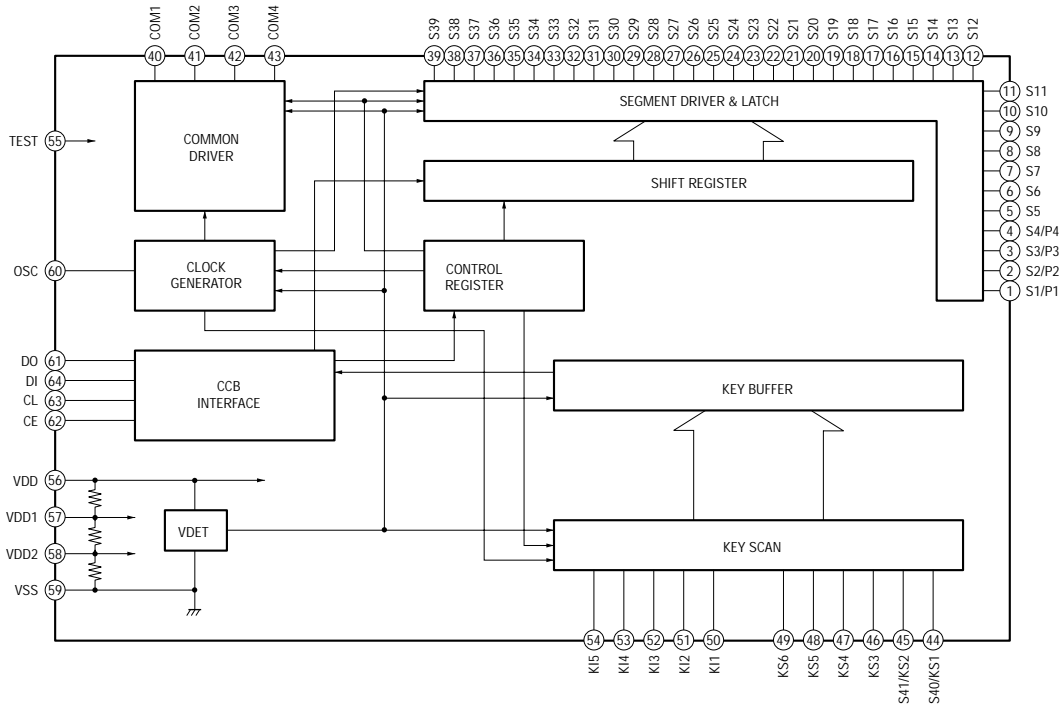 COM1 COM2 COM3 COM4 S39 S38 S37 S36 S35 S34 S33 S32 S31 S30 S29 S28 S27 S26 S25 S24 S23 S22 S21 S20 S19 S18 S17 S16 S15 S14 S13 S12
40 41 42 43 39 38 37 36 35 34 33 32 31 30 29 28 27 26 25 24 23 22 21 20 19 18 17 16 15 14 13 12
TEST 55
COMMON
DRIVER
SEGMENT DRIVER & LATCH
11 S11
10 S10
9 S9
8 S8
7 S7
6 S6
5 S5
4 S4/P4
3 S3/P3
2 S2/P2
1 S1/P1
SHIFT REGISTER
OSC 60
CLOCK
GENERATOR
CONTROL
REGISTER
DO 61
DI 64
CL 63
CE 62
CCB
INTERFACE
KEY BUFFER
VDD 56
VDD1 57
VDD2 58
VSS 59
VDET
KEY SCAN
54 53 52 51 50 49 48 47 46 45 44
KI5 KI4 KI3 KI2 KI1 KS6 KS5 KS4 KS3 S41/KS2 S40/KS1